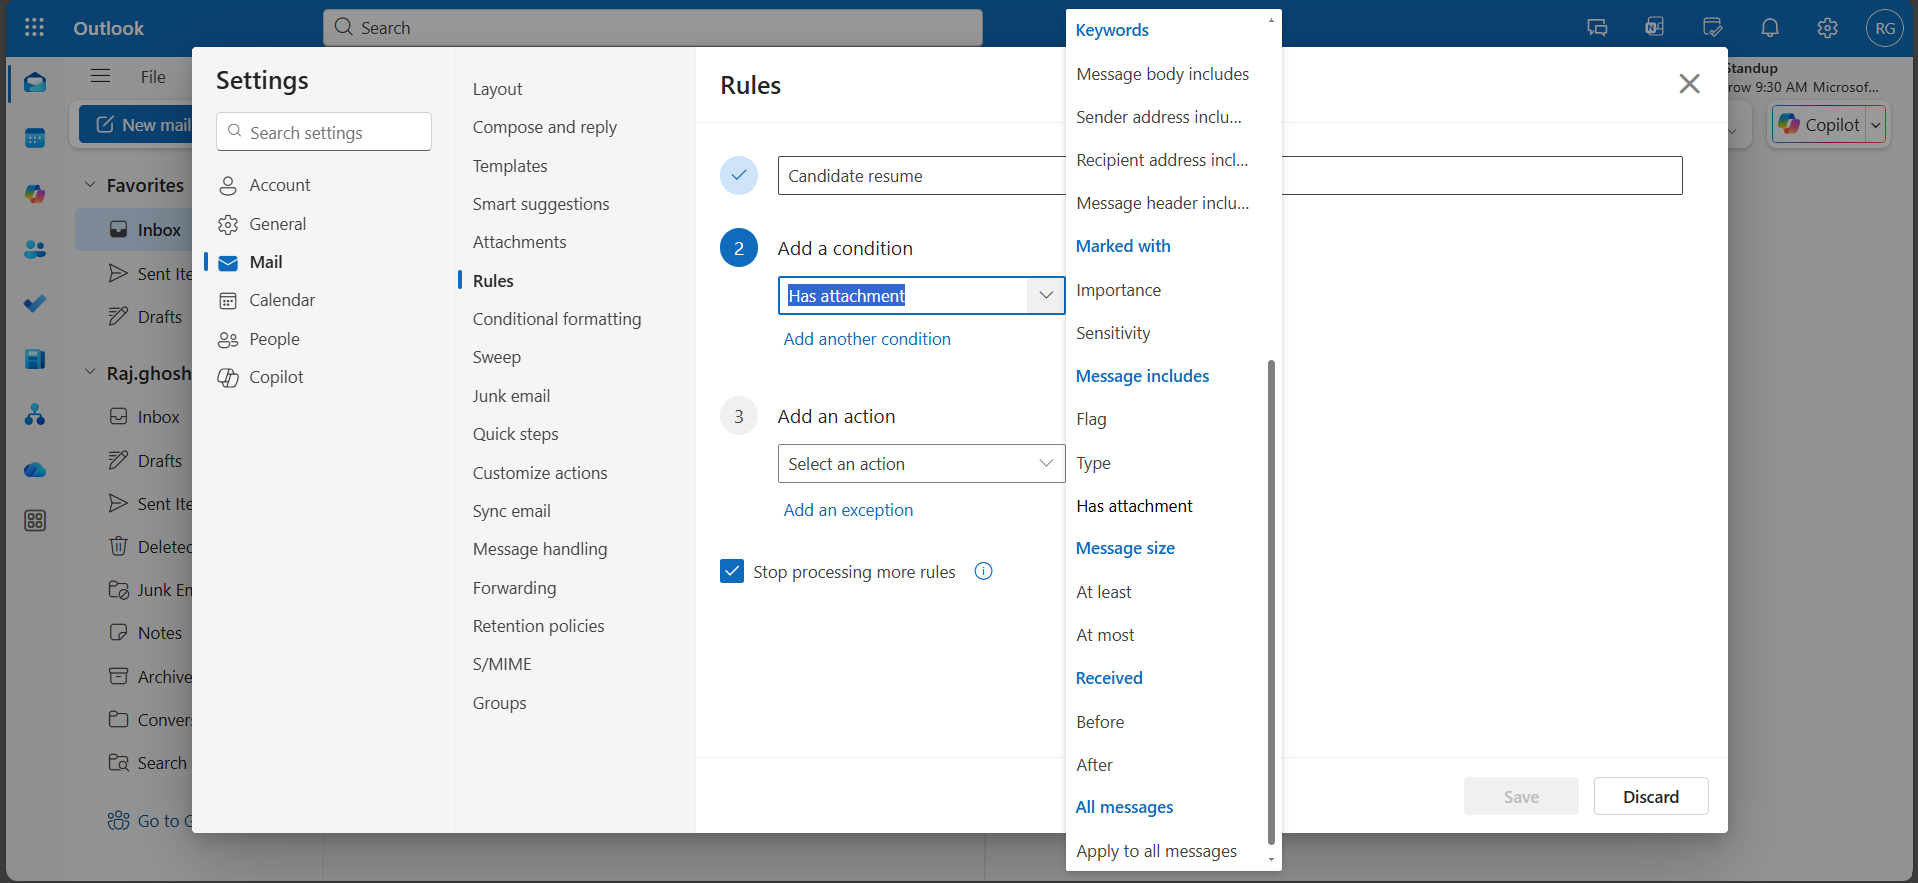 Outlook
Search
RG
File
New mail
Favorites
Inbox
Sent Ite
Drafts
Raj.ghosh
Inbox
Drafts
Sent Ite
Deleted
Junk Em
Notes
Archive
Convers
Search
Go to G
Settings
Search settings
Account
General
Mail
Calendar
People
Copilot
Layout
Compose and reply
Templates
Smart suggestions
Attachments
Rules
Conditional formatting
Sweep
Junk email
Quick steps
Customize actions
Sync email
Message handling
Forwarding
Retention policies
S/MIME
Groups
Rules
Candidate resume
2 Add a condition
Has attachment
Add another condition
3 Add an action
Select an action
Add an exception
Stop processing more rules
Keywords
Message body includes
Sender address inclu...
Recipient address incl...
Message header inclu...
Marked with
Importance
Sensitivity
Message includes
Flag
Type
Has attachment
Message size
At least
At most
Received
Before
After
All messages
Apply to all messages
Save
Discard
Standup
row 9:30 AM Microsof...
Copilot